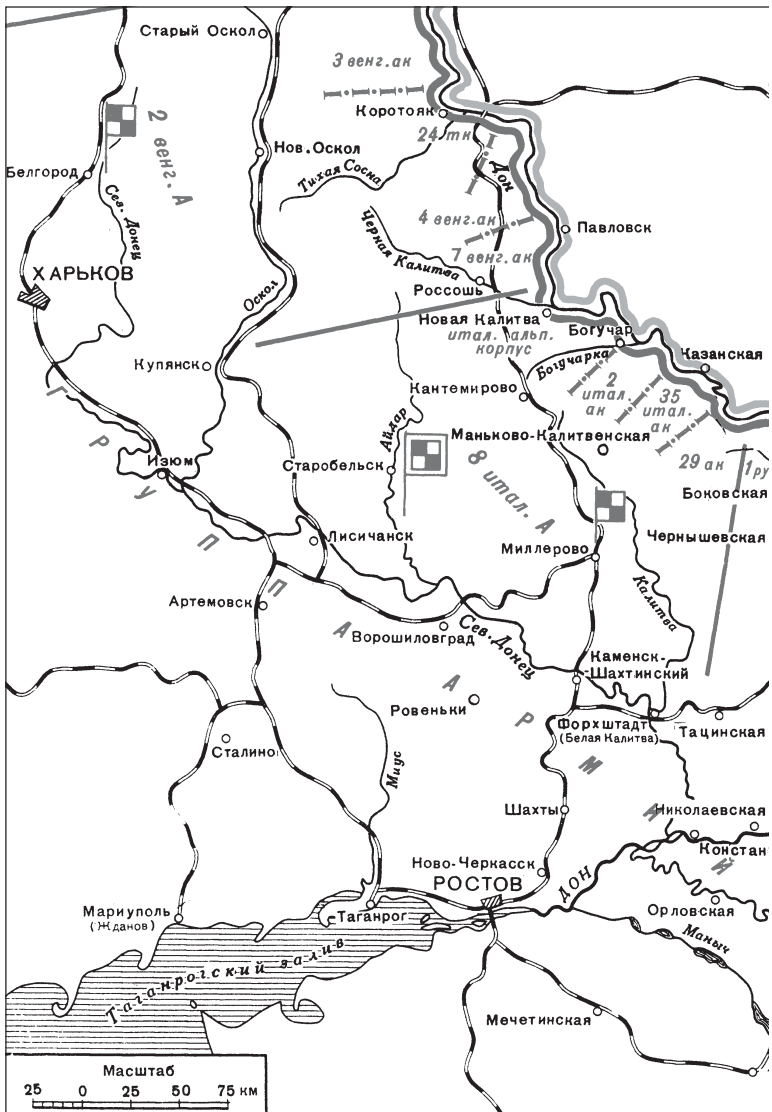 Старый Оскол
3 венг. ак
Коротояк
24 тк
2 венг. А
Нов. Оскол
Белгород
Тихая Сосна
Дон
Сев. Донец
4 венг. ак
Павловск
Черная Калитва
7 венг. ак
ХАРЬКОВ
Оскол
Россошь
Новая Калитва
итал. альп.
корпус
Богучар
Казанская
Купянск
Богучарка
2
итал.
ак
35
итал.
ак
Кантемирово
Айдар
Маньково-Калитвенская
29 ак
1 ру
Изюм
Старобельск
8 итал. А
Боковская
Чернышевская
Лисичанск
Миллерово
Калитва
Артемовск
Ворошиловград
Сев. Донец
Каменск-
Шахтинский
ГРУППА АРМИЙ
Ровеньки
Форхштадт
(Белая Калитва)
Тацинская
Сталино
Миус
Шахты
Николаевская
Констан
Ново-Черкасск
РОСТОВ
ДОН
Мариуполь
(Жданов)
Таганрог
Орловская
Маныч
Таганрогский залив
Мечетинская
Масштаб
25 0 25 50 75 км